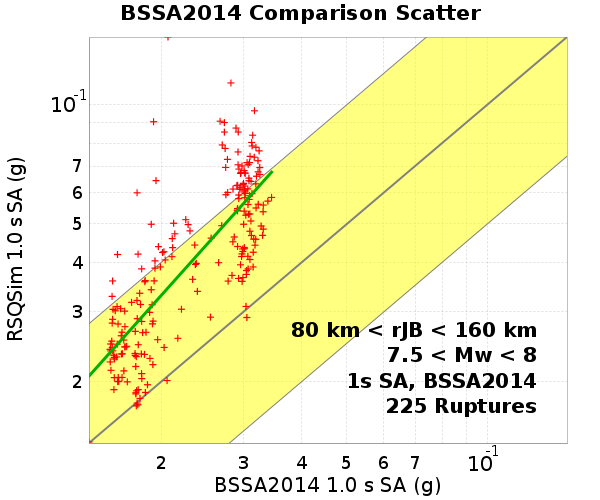 BSSA2014 Comparison Scatter
RSQSim 1.0 s SA (g)
10-1
7
6
5
4
3
2
80 km < rJB < 160 km
7.5 < Mw < 8
1s SA, BSSA2014
225 Ruptures
2 3 4 5 6 7 10-1
BSSA2014 1.0 s SA (g)